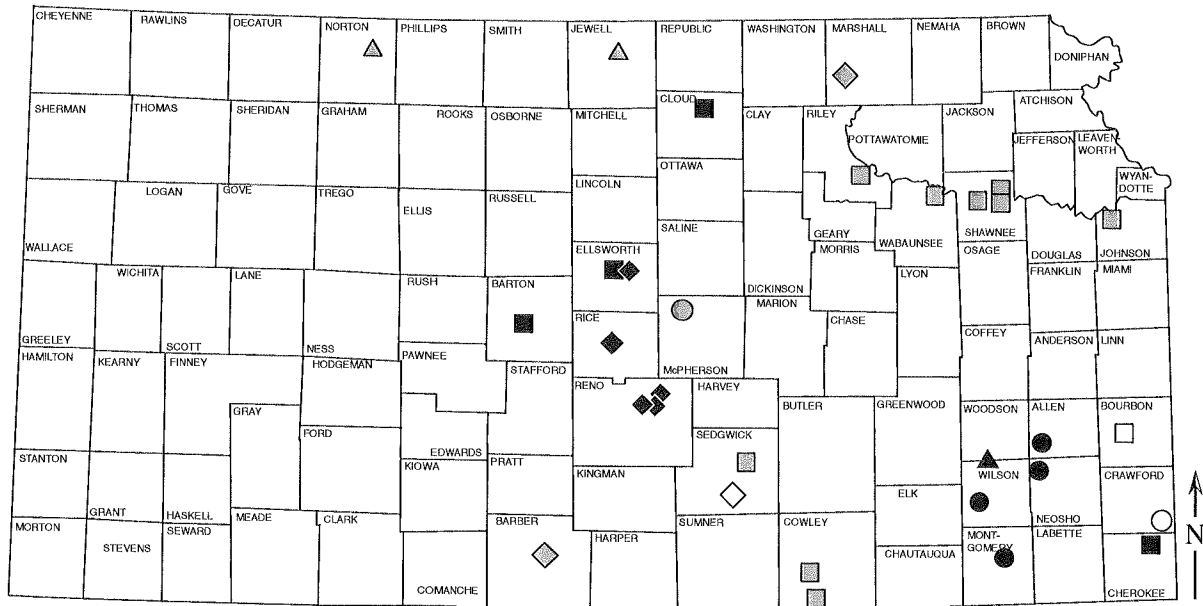 CHEYENNE
RAWLINS
DECATUR
NORTON
PHILLIPS
SMITH
JEWELL
REPUBLIC
WASHINGTON
MARSHALL
NEMAHA
BROWN
DONIPHAN
SHERMAN
THOMAS
SHERIDAN
GRAHAM
ROOKS
OSBORNE
MITCHELL
CLOUD
CLAY
RILEY
POTTAWATOMIE
JACKSON
ATCHISON
JEFFERSON
LEAVEN-
WORTH
WYAN-
DOTTE
OTTAWA
LINCOLN
WALLACE
LOGAN
GOVE
TREGO
ELLIS
RUSSELL
ELLSWORTH
SALINE
DICKINSON
GEARY
MORRIS
WABAUNSEE
SHAWNEE
OSAGE
DOUGLAS
JOHNSON
FRANKLIN
MIAMI
LYON
GREELEY
WICHITA
SCOTT
LANE
NESS
RUSH
BARTON
RICE
McPHERSON
MARION
CHASE
COFFEY
ANDERSON
LINN
HAMILTON
KEARNY
FINNEY
HODGEMAN
PAWNEE
STAFFORD
RENO
HARVEY
BUTLER
GREENWOOD
WOODSON
ALLEN
BOURBON
GRAY
FORD
EDWARDS
KIOWA
PRATT
KINGMAN
SEDGWICK
ELK
WILSON
NEOSHO
CRAWFORD
STANTON
GRANT
HASKELL
MORTON
STEVENS
SEWARD
MEADE
CLARK
COMANCHE
BARBER
HARPER
SUMNER
COWLEY
CHAUTAUQUA
MONT-
GOMERY
LABETTE
CHEROKEE
N